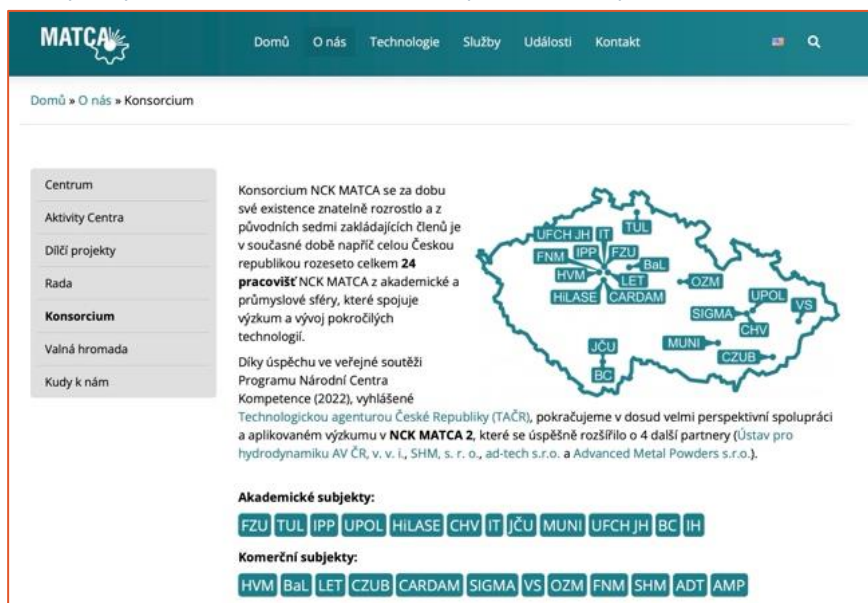 MATCA
Domů O nás Technologie Služby Události Kontakt
Domů » O nás » Konsorcium
Centrum
Aktivity Centra
Dílčí projekty
Rada
Konsorcium
Valná hromada
Kudy k nám
Konsorcium NCK MATCA se za dobu
své existence znatelně rozrostlo a z
původních sedmi zakládajících členů je
v současné době napříč celou Českou
republikou rozeseto celkem 24
pracovišť NCK MATCA z akademické a
průmyslové sféry, které spojuje
výzkum a vývoj pokročilých
technologií.
Díky úspěchu ve veřejné soutěži
Programu Národní Centra
Kompetence (2022), vyhlášené
Technologickou agenturou České Republiky (TAČR), pokračujeme v dosud velmi perspektivní spolupráci
a aplikovaném výzkumu v NCK MATCA 2, které se úspěšně rozšířilo o 4 další partnery (Ústav pro
hydrodynamiku AV ČR, v. v. i., SHM, s. r. o., ad-tech s.r.o. a Advanced Metal Powders s.r.o.).
TUL
UFCH JH IT
FNM IPP FZU
BaL
HVM LET
OZM
HiLASE CARDAM
UPOL
VS
SIGMA
CHV
JČU
MUNI
CZUB
BC
Akademické subjekty:
FZU TUL IPP UPOL HiLASE CHV IT JČU MUNI UFCH JH BC IH
Komerční subjekty:
HVM BaL LET CZUB CARDAM SIGMA VS OZM FNM SHM ADT AMP